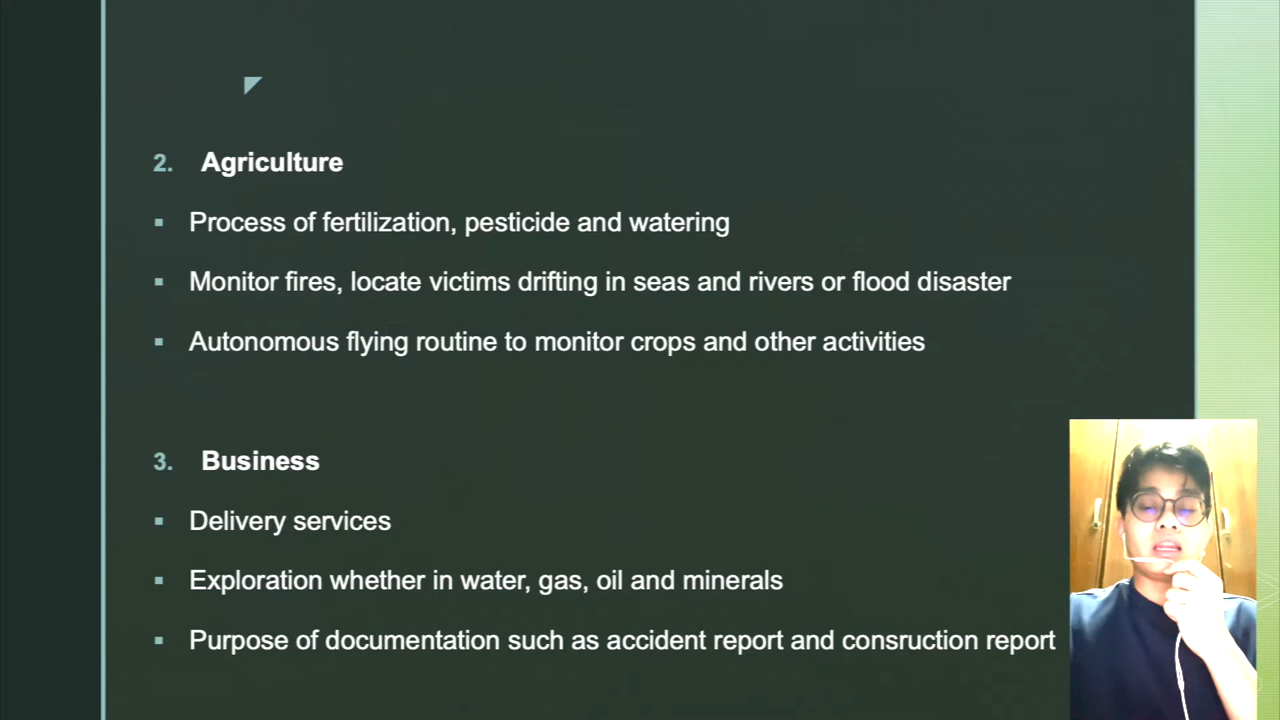 2. Agriculture
▪ Process of fertilization, pesticide and watering
▪ Monitor fires, locate victims drifting in seas and rivers or flood disaster
▪ Autonomous flying routine to monitor crops and other activities
3. Business
▪ Delivery services
▪ Exploration whether in water, gas, oil and minerals
▪ Purpose of documentation such as accident report and consruction report